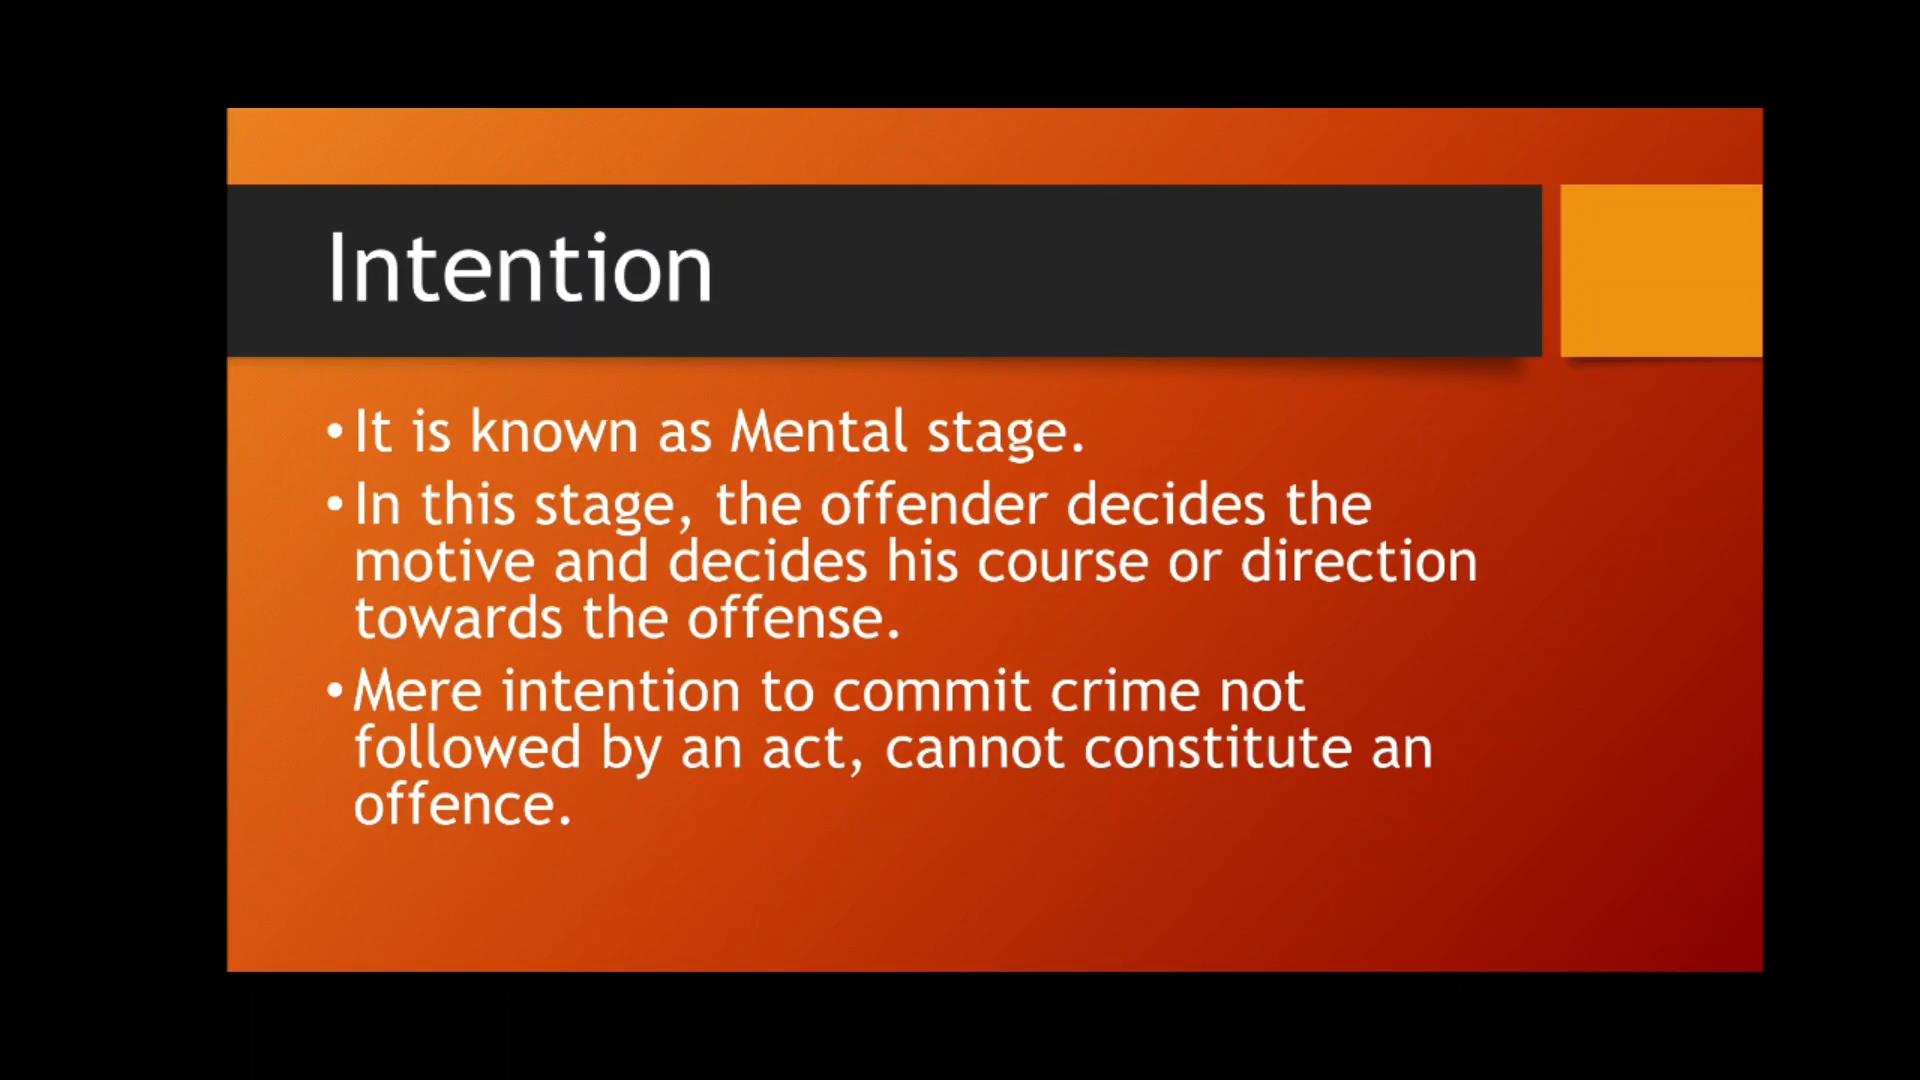 Intention
•It is known as Mental stage.
•In this stage, the offender decides the
motive and decides his course or direction
towards the offense.
•Mere intention to commit crime not
followed by an act, cannot constitute an
offence.